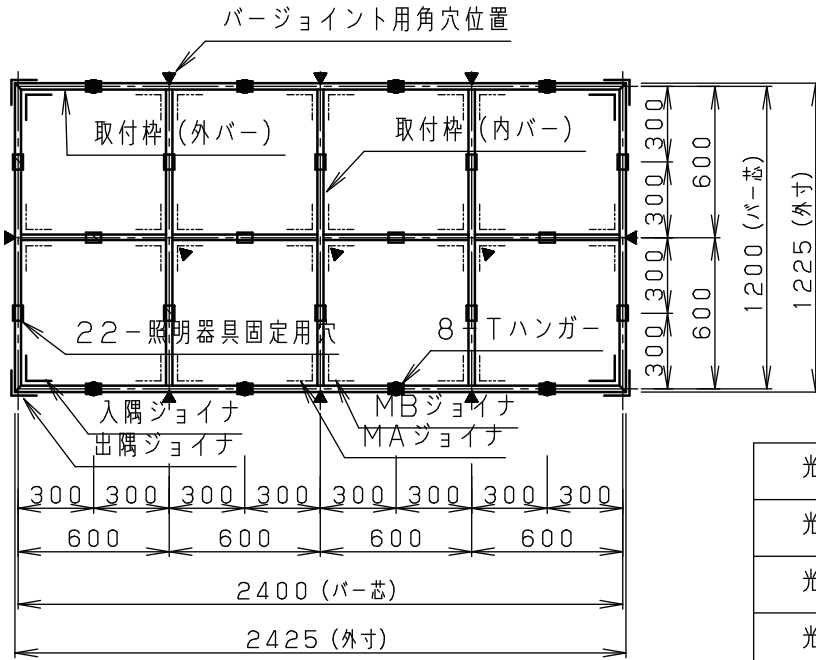 バージョイント用角穴位置
取付枠(外バー)
取付枠(内バー)
300
300
300
300
600
600
1200(バー芯)
1225(外寸)
22-照明器具固定用穴
8-Tハンガー
入隅ジョイナ
出隅ジョイナ
MBジョイナ
MAジョイナ
300 300 300 300 300 300 300 300
600 600 600 600
2400(バー芯)
2425(外寸)
光
光
光
光